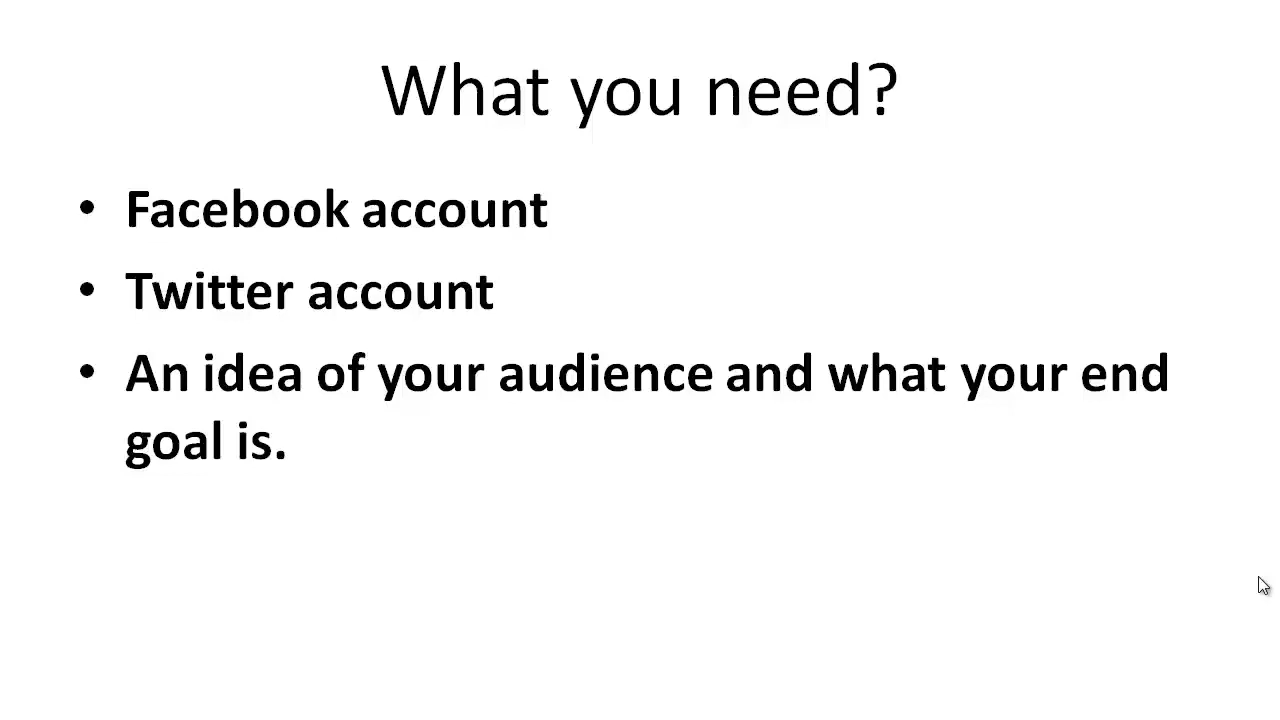 What you need?
• Facebook account
• Twitter account
• An idea of your audience and what your end
goal is.